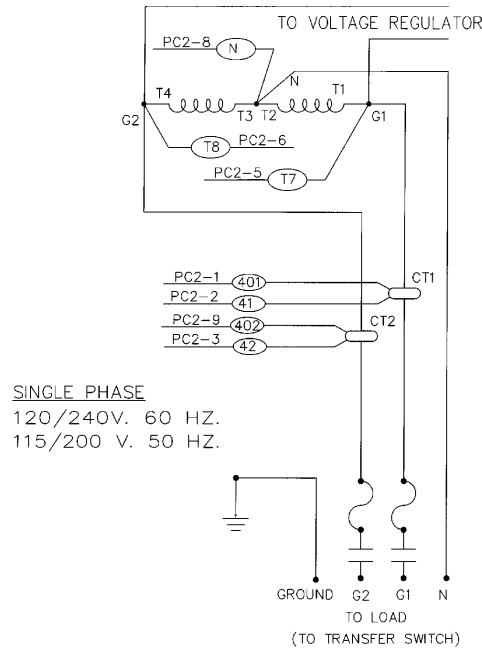 TO VOLTAGE REGULATOR
PC2-8 N
N
T4 T1
G2 T3 T2 G1
T8 PC2-6
PC2-5 T7
PC2-1 401 CT1
PC2-2 41
PC2-9 402 CT2
PC2-3 42
SINGLE PHASE
120/240V. 60 HZ.
115/200 V. 50 HZ.
GROUND G2 G1 N
TO LOAD
(TO TRANSFER SWITCH)